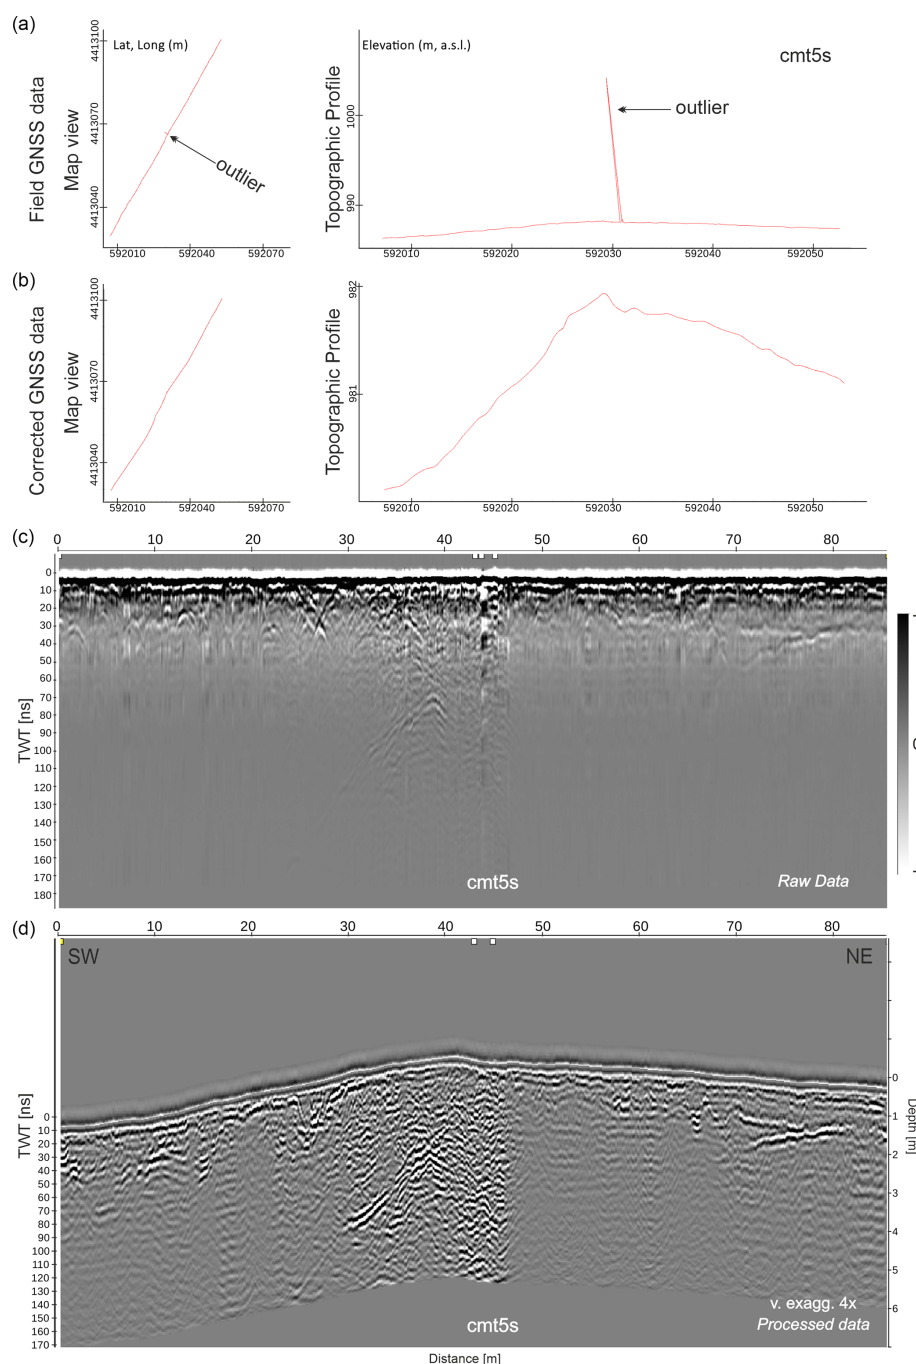 (a)
Field GNSS data
Map view
4413100
4413070
4413040
Lat, Long (m)
outlier
592010 592040 592070
Topographic Profile
1000
990
Elevation (m, a.s.l.)
cmt5s
outlier
592010 592020 592030 592040 592050
(b)
Corrected GNSS data
Map view
4413100
4413070
4413040
592010 592040 592070
Topographic Profile
982
981
592010 592020 592030 592040 592050
(c)
0 10 20 30 40 50 60 70 80
TWT [ns]
0
10
20
30
40
50
60
70
80
90
100
110
120
130
140
150
160
170
180
cmt5s
Raw Data
(d)
0 10 20 30 40 50 60 70 80
SW
NE
TWT [ns]
0
10
20
30
40
50
60
70
80
90
100
110
120
130
140
150
160
170
Depth [m]
0
1
2
3
4
5
6
v. exagg. 4x
cmt5s
Processed data
Distance [m]